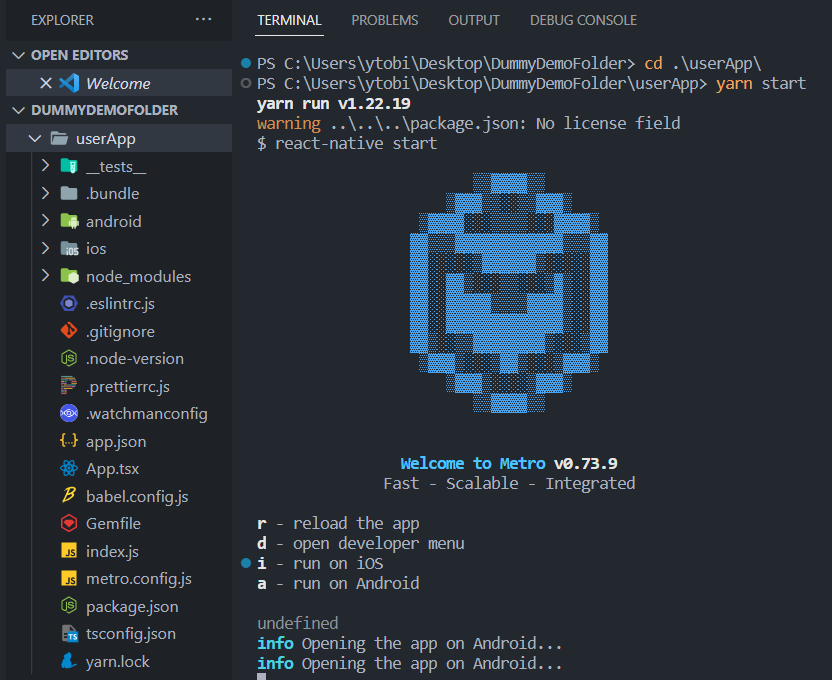 EXPLORER
OPEN EDITORS
Welcome
DUMMYDEMOFOLDER
userApp
__tests__
.bundle
android
ios
node_modules
.eslintrc.js
.gitignore
.node-version
.prettierrc.js
.watchmanconfig
app.json
App.tsx
babel.config.js
Gemfile
index.js
metro.config.js
package.json
tsconfig.json
yarn.lock
TERMINAL PROBLEMS OUTPUT DEBUG CONSOLE
PS C:\Users\ytobi\Desktop\DummyDemoFolder> cd .\userApp\
PS C:\Users\ytobi\Desktop\DummyDemoFolder\userApp> yarn start
yarn run v1.22.19
warning ..\..\..\package.json: No license field
$ react-native start
Welcome to Metro v0.73.9
Fast - Scalable - Integrated
r - reload the app
d - open developer menu
i - run on iOS
a - run on Android
undefined
info Opening the app on Android...
info Opening the app on Android...